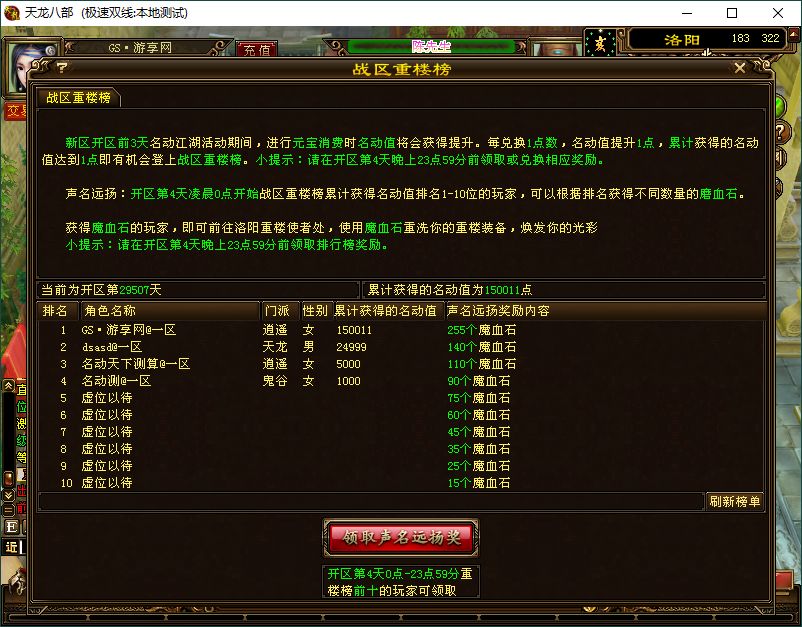 天龙八部 (极速双线:本地测试)
GS·游享网
充值
陈先生
洛阳
183 322
? 战区重楼榜
战区重楼榜
新区开区前3天名动江湖活动期间，进行元宝消费时名动值将会获得提升。每兑换1点数，名动值提升1点，累计获得的名动
值达到1点即有机会登上战区重楼榜。小提示：请在开区第4天晚上23点59分前领取或兑换相应奖励。
声名远扬：开区第4天凌晨0点开始战区重楼榜累计获得名动值排名1-10位的玩家，可以根据排名获得不同数量的磨血石。
获得魔血石的玩家，即可前往洛阳重楼使者处，使用魔血石重洗你的重楼装备，焕发你的光彩
小提示：请在开区第4天晚上23点59分前领取排行榜奖励。
当前为开区第29507天 累计获得的名动值为150011点
排名 角色名称 门派 性别 累计获得的名动值 声名远扬奖励内容
1 GS·游享网@一区 逍遥 女 150011 255个魔血石
2 dsasd@一区 天龙 男 24999 140个魔血石
3 名动天下测算@一区 逍遥 女 5000 110个魔血石
4 名动测@一区 鬼谷 女 1000 90个魔血石
5 虚位以待 75个魔血石
6 虚位以待 60个魔血石
7 虚位以待 45个魔血石
8 虚位以待 35个魔血石
9 虚位以待 25个魔血石
10 虚位以待 15个魔血石
刷新榜单
领取声名远扬奖
开区第4天0点-23点59分重
楼榜前十的玩家可领取